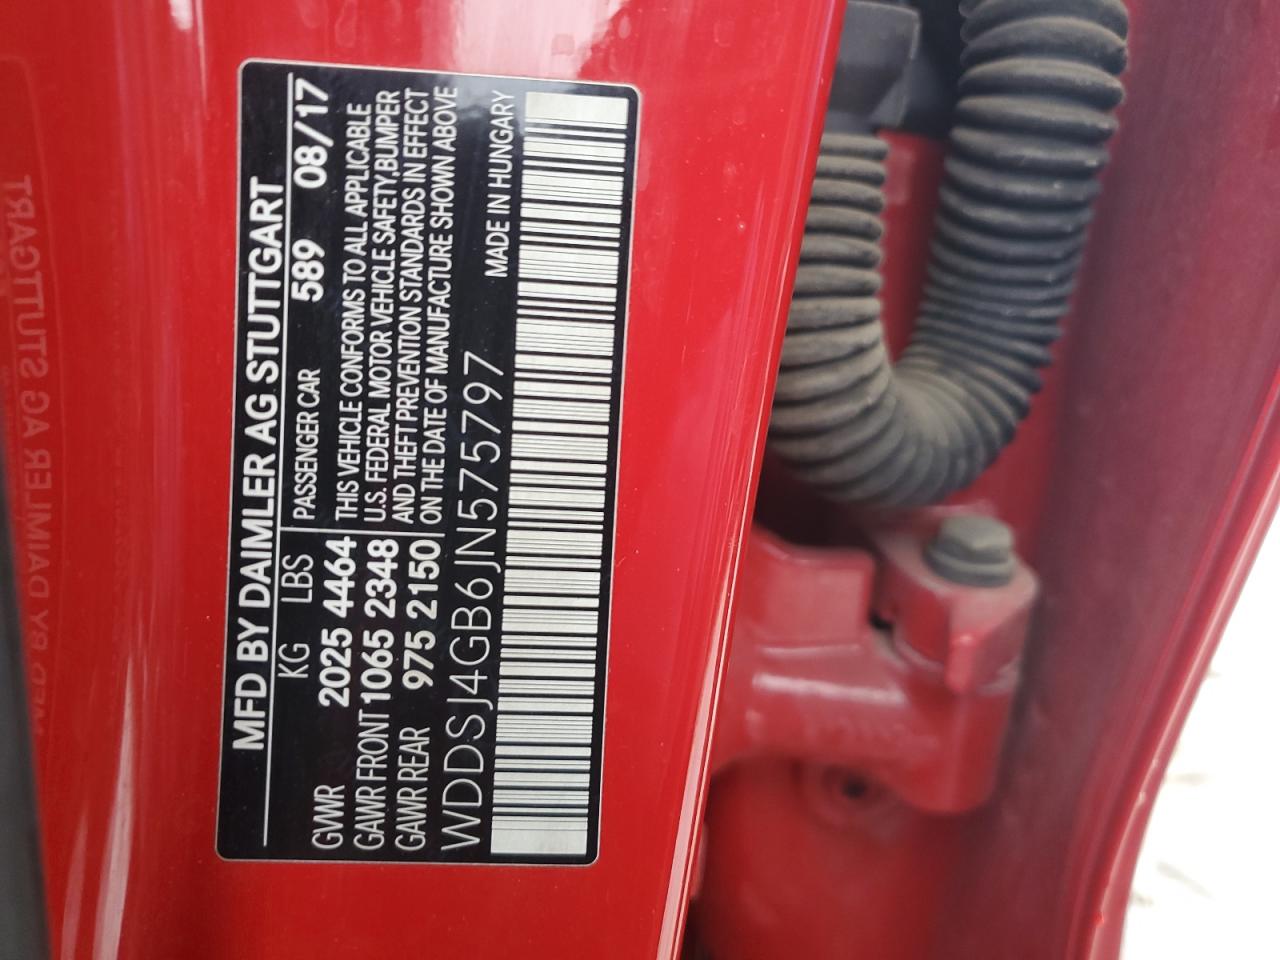 MFD BY DAIMLER AG STUTTGART
KG LBS PASSENGER CAR 589 08/17
GVWR 2025 4464 THIS VEHICLE CONFORMS TO ALL APPLICABLE
GAWR FRONT 1065 2348 U.S. FEDERAL MOTOR VEHICLE SAFETY,BUMPER
GAWR REAR 975 2150 AND THEFT PREVENTION STANDARDS IN EFFECT
ON THE DATE OF MANUFACTURE SHOWN ABOVE
WDDSJ4GB6JN575797 MADE IN HUNGARY